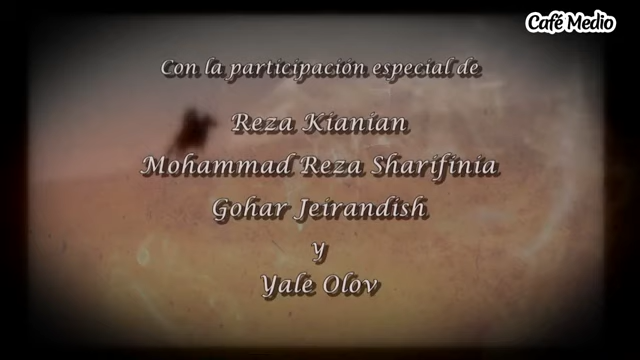 Café Medio
Con la participación especial de
Reza Kianian
Mohammad Reza Sharifinia
Gohar Jeirandish
y
Yale Olov